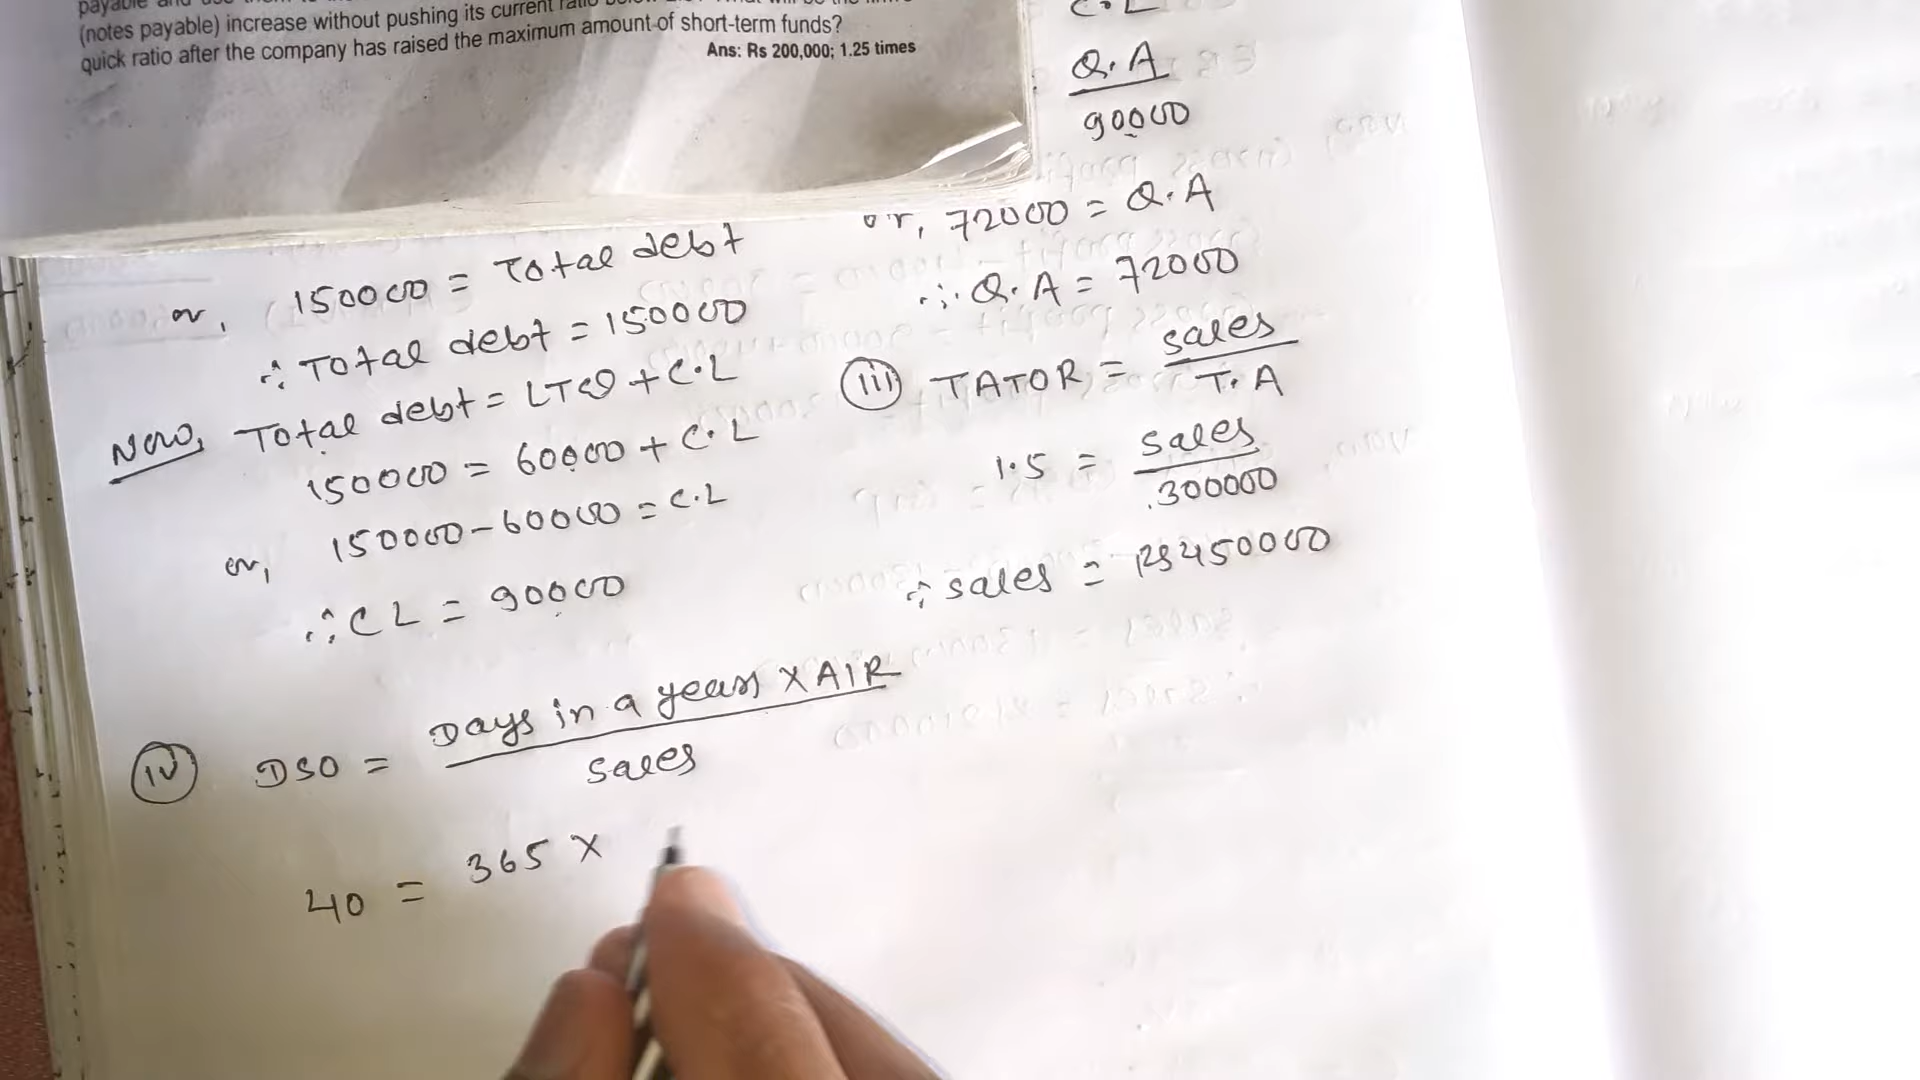 (notes payable) increase without pushing its current
quick ratio after the company has raised the maximum amount of short-term funds?
Ans: Rs 200,000; 1.25 times
or, 150000 = Total debt
∴ Total debt = 150000
Now, Total debt = LTD + C.L
150000 = 60000 + C.L
or, 150000 - 60000 = C.L
∴ CL = 90000
C.L
Q.A
90000
or, 72000 = Q.A
∴ Q.A = 72000
(iii) TATOR = sales
T.A
1.5 = Sales
300000
∴ sales = RS 450000
(iv) DSO = Days in a years X AIR
Sales
40 = 365 X